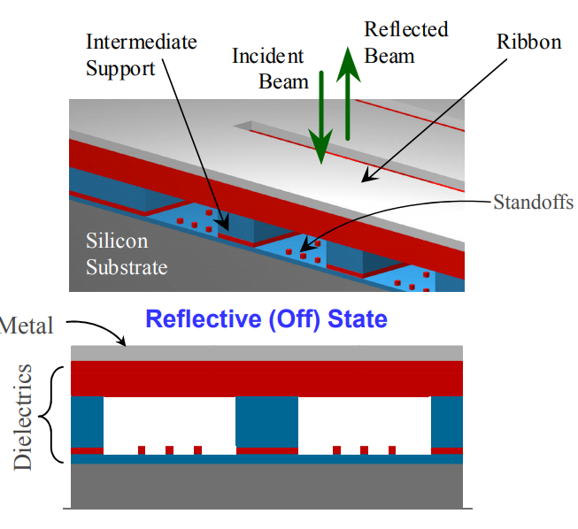 Intermediate
Support
Incident
Beam
Reflected
Beam
Ribbon
Standoffs
Silicon
Substrate
Reflective (Off) State
Metal
Dielectrics